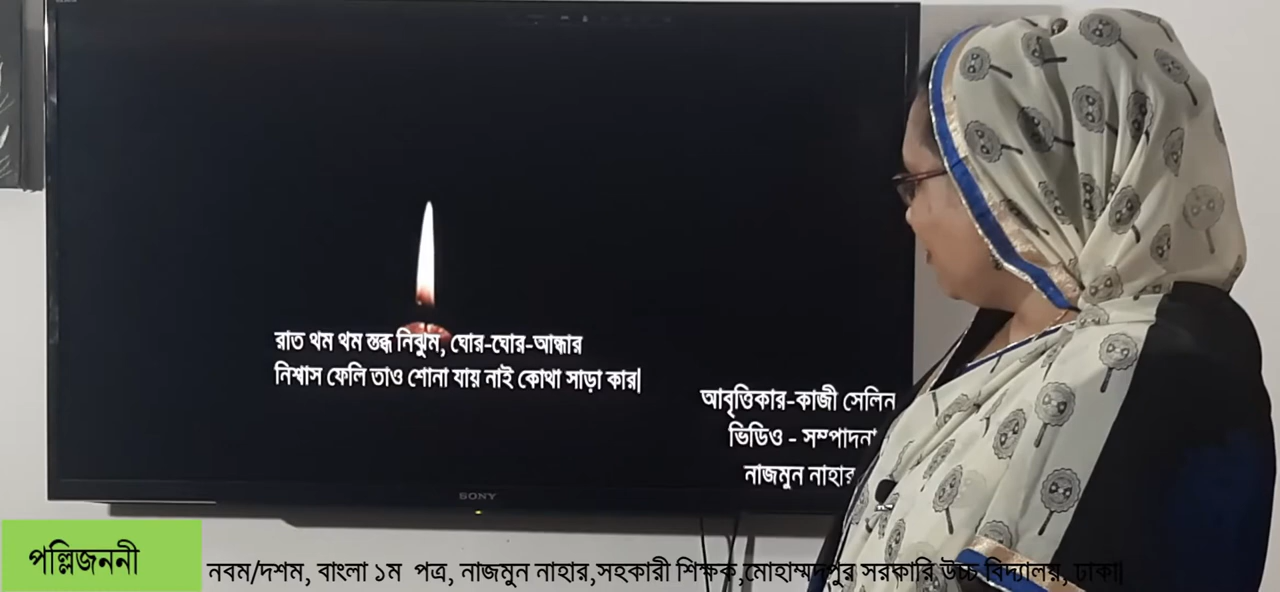 রাত থম থম স্তব্ধ নিঝুম, ঘোর-ঘোর-আন্ধার
নিশ্বাস ফেলি তাও শোনা যায় নাই কোথা সাড়া কার|
আবৃত্তিকার-কাজী সেলিন
ভিডিও - সম্পাদনা
নাজমুন নাহার
SONY
পল্লিজননী
নবম/দশম, বাংলা ১ম পত্র, নাজমুন নাহার,সহকারী শিক্ষক,মোহাম্মদপুর সরকারি উচ্চ বিদ্যালয়, ঢাকা|